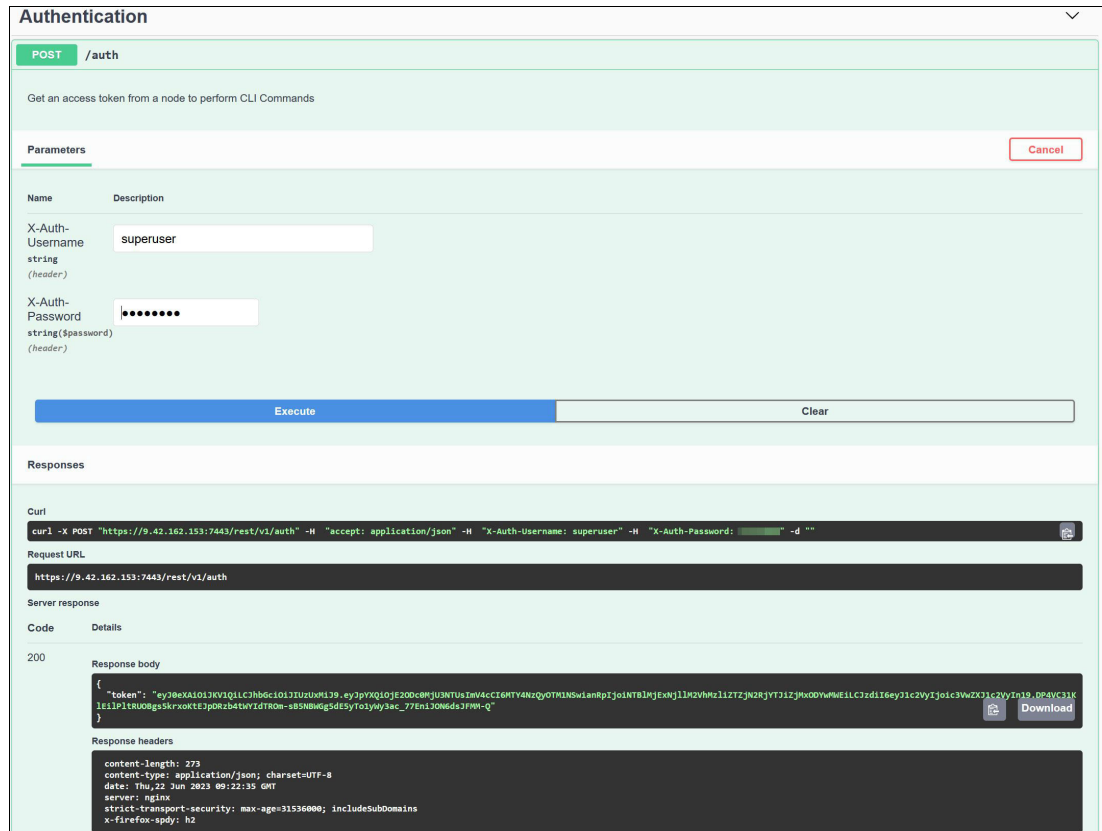 Authentication
POST /auth
Get an access token from a node to perform CLI Commands
Parameters
Cancel
Name Description
X-Auth-
Username
string
(header)
superuser
X-Auth-
Password
string($password)
(header)
Execute
Clear
Responses
Curl
curl -X POST "https://9.42.162.153:7443/rest/v1/auth" -H "accept: application/json" -H "X-Auth-Username: superuser" -H "X-Auth-Password: " -d ""
Request URL
https://9.42.162.153:7443/rest/v1/auth
Server response
Code Details
200
Response body
{
"token":
}
Download
Response headers
content-length: 273
content-type: application/json; charset=UTF-8
date: Thu,22 Jun 2023 09:22:35 GMT
server: nginx
strict-transport-security: max-age=31536000; includeSubDomains
x-firefox-spdy: h2